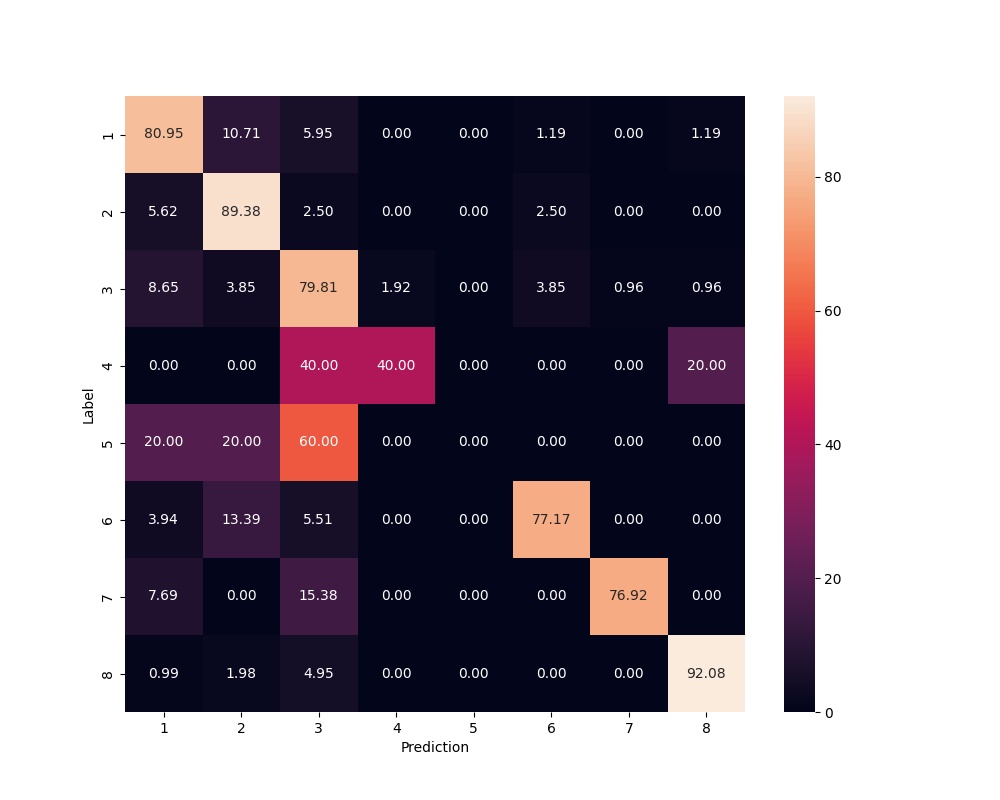 1 80.95 10.71 5.95 0.00 0.00 1.19 0.00 1.19
2 5.62 89.38 2.50 0.00 0.00 2.50 0.00 0.00
3 8.65 3.85 79.81 1.92 0.00 3.85 0.96 0.96
4 0.00 0.00 40.00 40.00 0.00 0.00 0.00 20.00
5 20.00 20.00 60.00 0.00 0.00 0.00 0.00 0.00
6 3.94 13.39 5.51 0.00 0.00 77.17 0.00 0.00
7 7.69 0.00 15.38 0.00 0.00 0.00 76.92 0.00
8 0.99 1.98 4.95 0.00 0.00 0.00 0.00 92.08
1 2 3 4 5 6 7 8
Prediction
Label
80
60
40
20
0